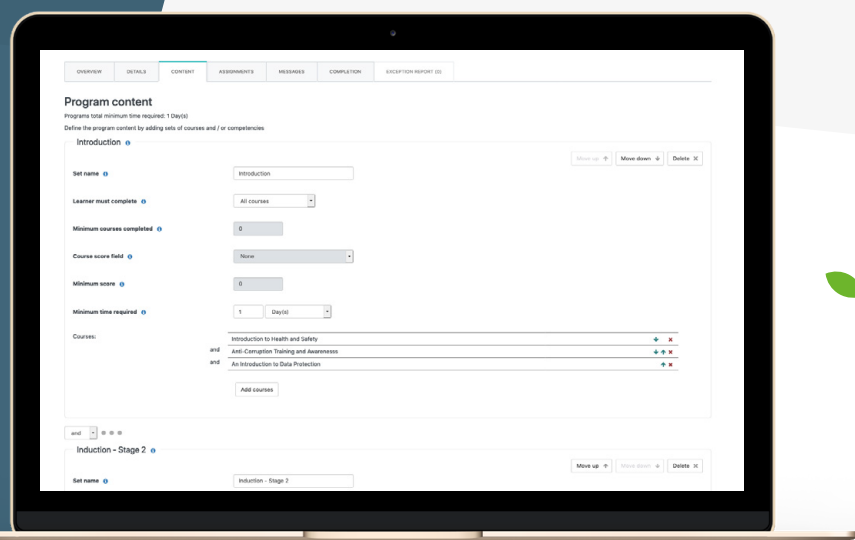 OVERVIEW DETAILS CONTENT ASSIGNMENTS MESSAGES COMPLETION EXCEPTION REPORT (0)
Program content
Programs total minimum time required: 1 Day(s)
Define the program content by adding sets of courses and / or competencies
Introduction
Move up Move down Delete
Set name Introduction
Learner must complete All courses
Minimum courses completed 0
Course score field None
Minimum score 0
Minimum time required 1 Day(s)
Courses:
Introduction to Health and Safety
and Anti-Corruption Training and Awarenesss
and An Introduction to Data Protection
Add courses
and
Induction - Stage 2
Move up Move down Delete
Set name Induction - Stage 2